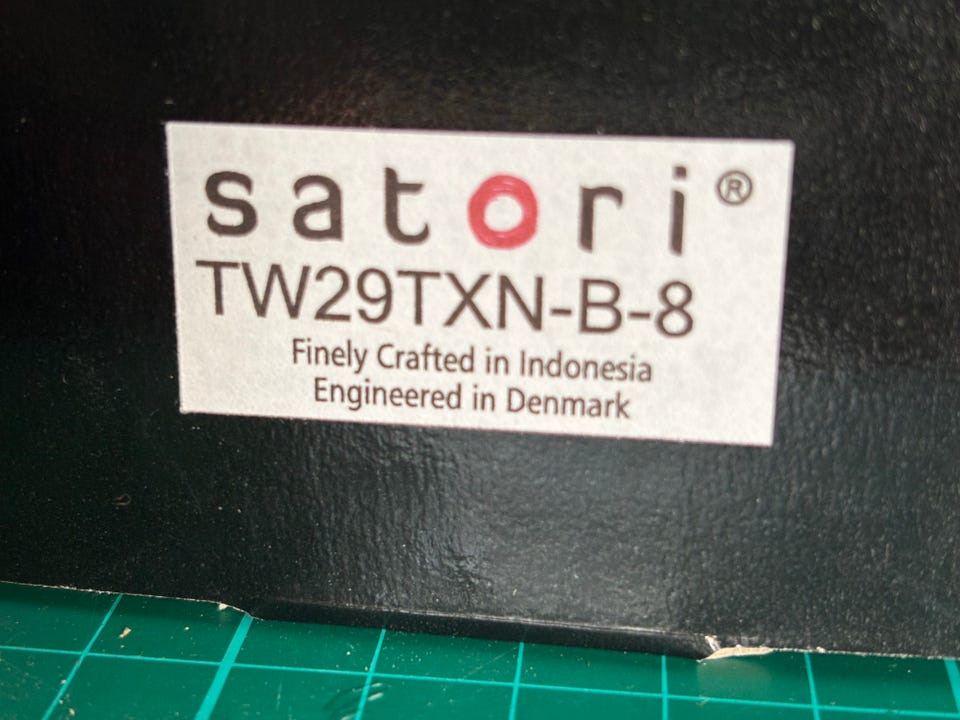 satori®
TW29TXN-B-8
Finely Crafted in Indonesia
Engineered in Denmark